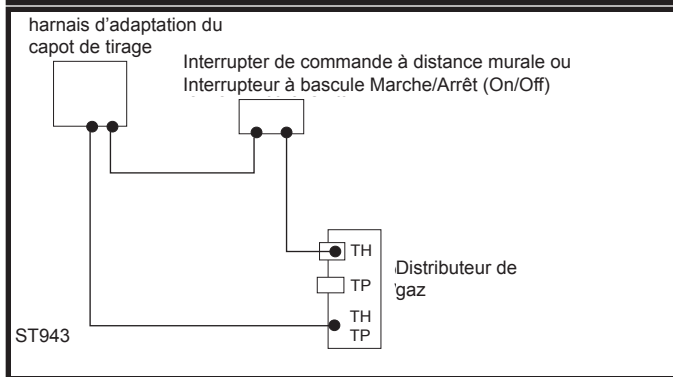 harnais d'adaptation du
capot de tirage
Interrupter de commande à distance murale ou
Interrupteur à bascule Marche/Arrêt (On/Off)
TH
TP
Distributeur de
gaz
TH
TP
ST943